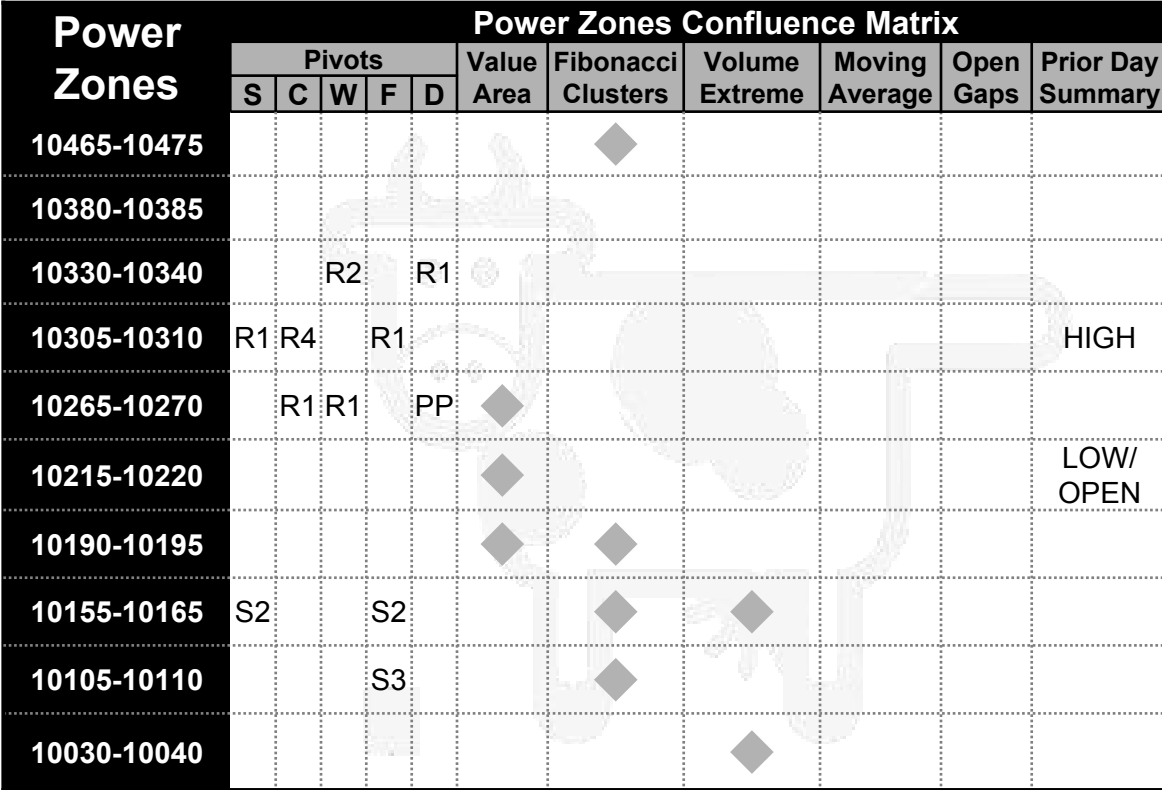 Power Zones
Power Zones Confluence Matrix
Pivots
Value Area
Fibonacci Clusters
Volume Extreme
Moving Average
Open Gaps
Prior Day Summary
S C W F D
10465-10475
10380-10385
10330-10340 R2 R1
10305-10310 R1 R4 R1 HIGH
10265-10270 R1 R1 PP
10215-10220 LOW/ OPEN
10190-10195
10155-10165 S2 S2
10105-10110 S3
10030-10040